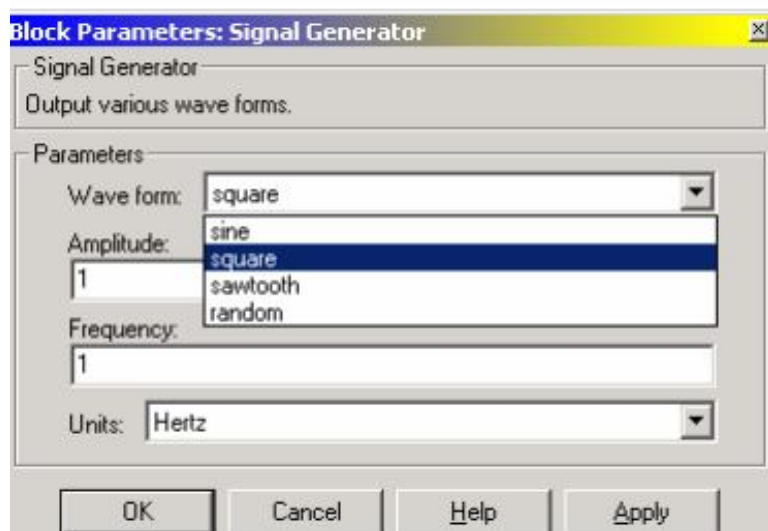 Block Parameters: Signal Generator
Signal Generator
Output various wave forms.
Parameters
Wave form: square
sine
square
sawtooth
random
Amplitude:
1
Frequency:
1
Units: Hertz
OK Cancel Help Apply